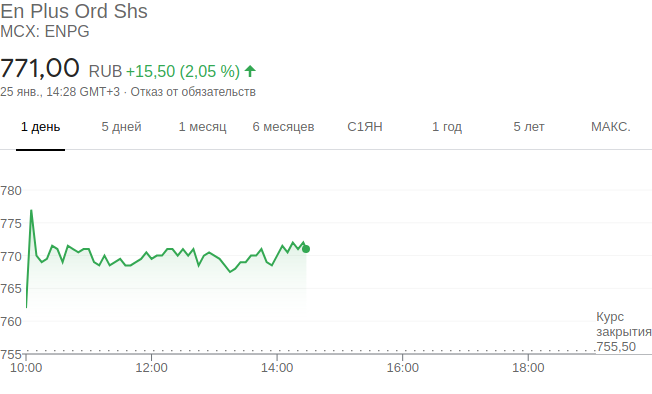 En Plus Ord Shs
MCX: ENPG
771,00 RUB +15,50 (2,05 %)
25 янв., 14:28 GMT+3 · Отказ от обязательств
1 день 5 дней 1 месяц 6 месяцев С1ЯН 1 год 5 лет МАКС.
780
775
770
765
760
755
Курс
закрытия
755,50
10:00 12:00 14:00 16:00 18:00